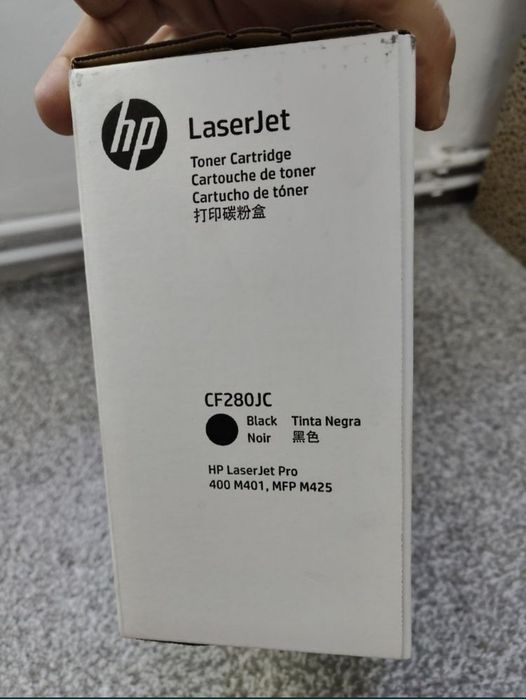 hp
LaserJet
Toner Cartridge
Cartouche de toner
Cartucho de tóner
打印碳粉盒
CF280JC
Black Tinta Negra
Noir 黑色
HP LaserJet Pro
400 M401, MFP M425